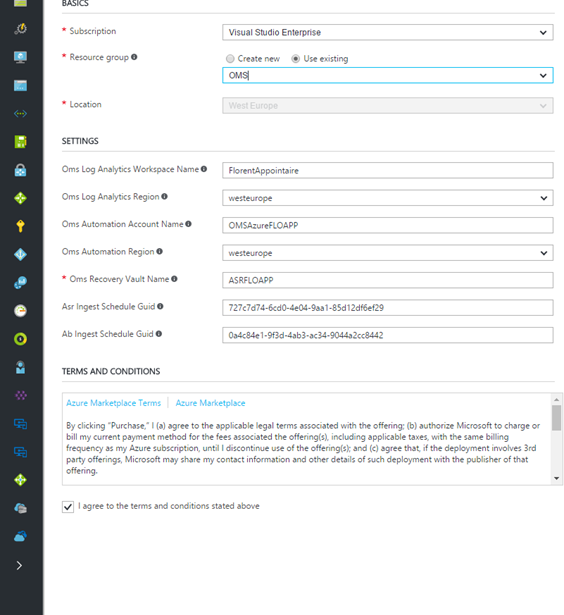 BASICS
* Subscription Visual Studio Enterprise
* Resource group Create new Use existing
OMS
* Location West Europe
SETTINGS
Oms Log Analytics Workspace Name FlorentAppointaire
Oms Log Analytics Region westeurope
Oms Automation Account Name OMSAzureFLOAPP
Oms Automation Region westeurope
* Oms Recovery Vault Name ASRFLOAPP
Asr Ingest Schedule Guid 727c7d74-6cd0-4e04-9aa1-85d12df6ef29
Ab Ingest Schedule Guid 0a4c84e1-9f3d-4ab3-ac34-9044a2cc8442
TERMS AND CONDITIONS
Azure Marketplace Terms Azure Marketplace
By clicking "Purchase," I (a) agree to the applicable legal terms associated with the offering; (b) authorize Microsoft to charge or
bill my current payment method for the fees associated the offering(s), including applicable taxes, with the same billing
frequency as my Azure subscription, until I discontinue use of the offering(s); and (c) agree that, if the deployment involves 3rd
party offerings, Microsoft may share my contact information and other details of such deployment with the publisher of that
offering.
I agree to the terms and conditions stated above